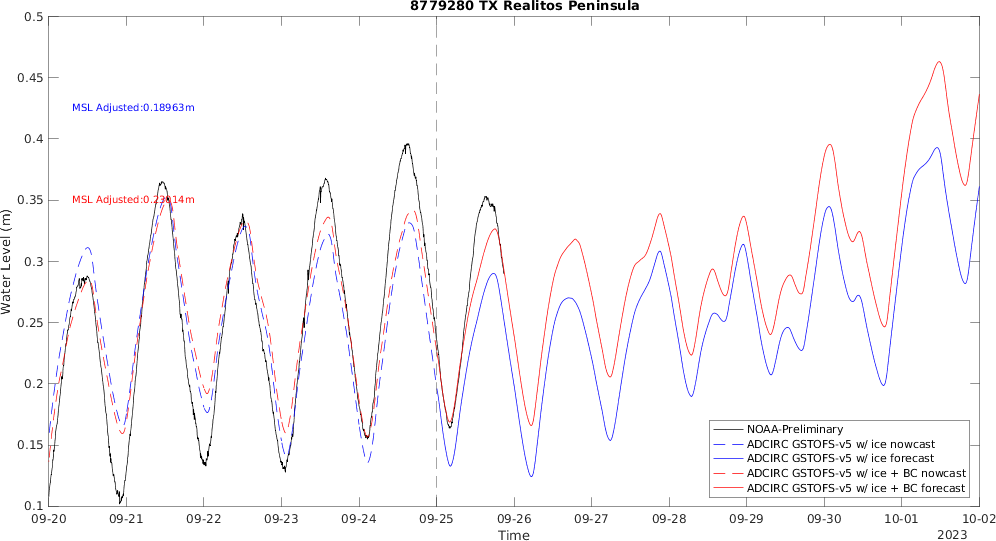 8779280 TX Realitos Peninsula
0.5
0.45
0.4
0.35
0.3
0.25
0.2
0.15
0.1
Water Level (m)
MSL Adjusted:0.18963m
MSL Adjusted:0.23014m
NOAA-Preliminary
ADCIRC GSTOFS-v5 w/ ice nowcast
ADCIRC GSTOFS-v5 w/ ice forecast
ADCIRC GSTOFS-v5 w/ ice + BC nowcast
ADCIRC GSTOFS-v5 w/ ice + BC forecast
09-20 09-21 09-22 09-23 09-24 09-25 09-26 09-27 09-28 09-29 09-30 10-01 10-02
Time
2023